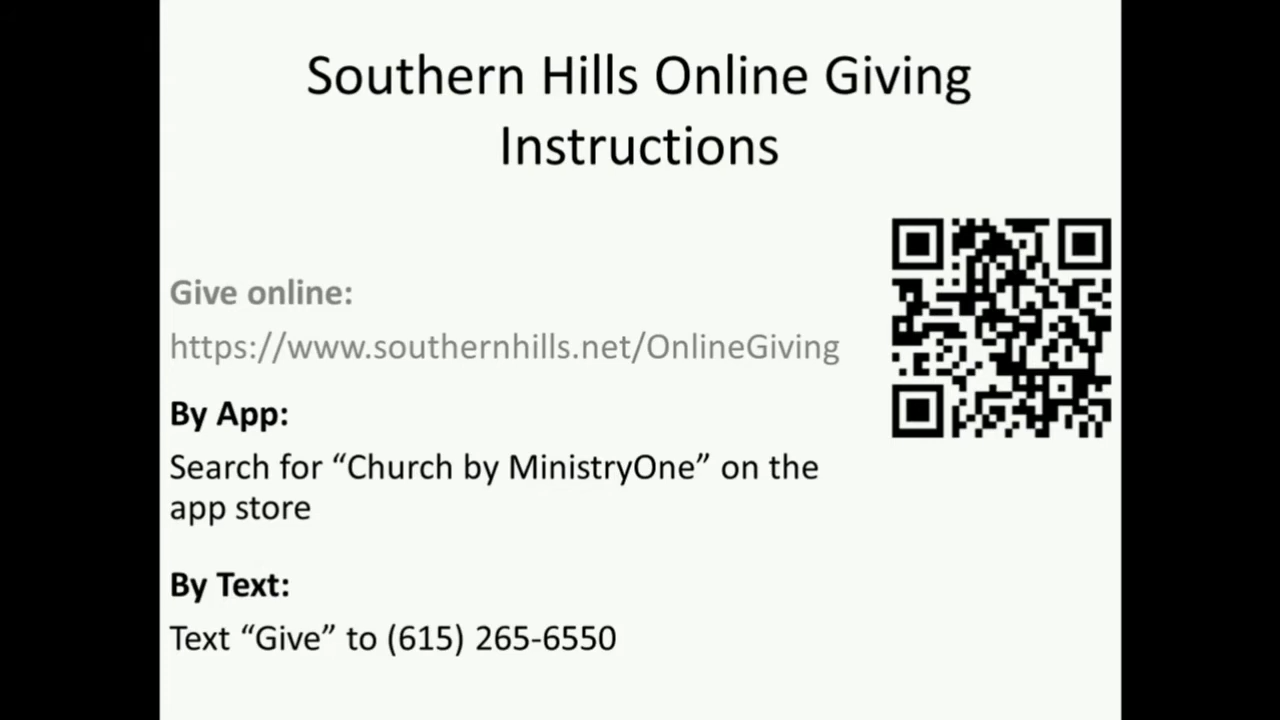 Southern Hills Online Giving
Instructions
Give online:
https://www.southernhills.net/OnlineGiving
By App:
Search for “Church by MinistryOne” on the
app store
By Text:
Text “Give” to (615) 265-6550